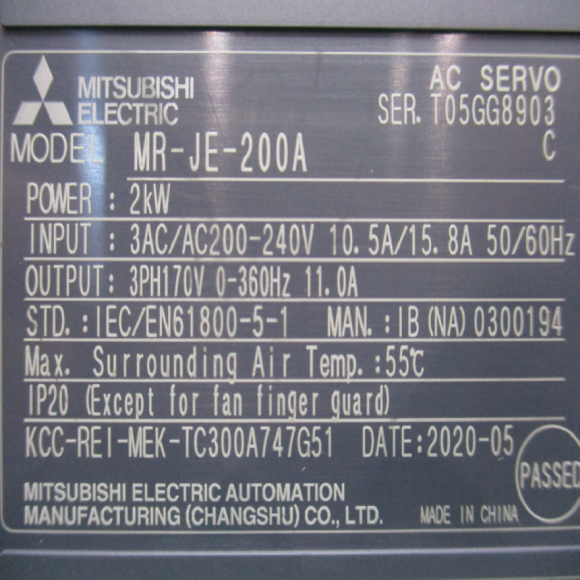 MITSUBISHI
ELECTRIC
AC SERVO
SER. T05GG8903
C
MODEL MR-JE-200A
POWER : 2kW
INPUT : 3AC/AC200-240V 10.5A/15.8A 50/60Hz
OUTPUT: 3PH170V 0-360Hz 11.0A
STD. : IEC/EN61800-5-1 MAN. : IB(NA)0300194
Max. Surrounding Air Temp. :55℃
IP20 (Except for fan finger guard)
KCC-REI-MEK-TC300A747G51 DATE:2020-05
PASSED
MITSUBISHI ELECTRIC AUTOMATION
MANUFACTURING (CHANGSHU) CO., LTD. MADE IN CHINA